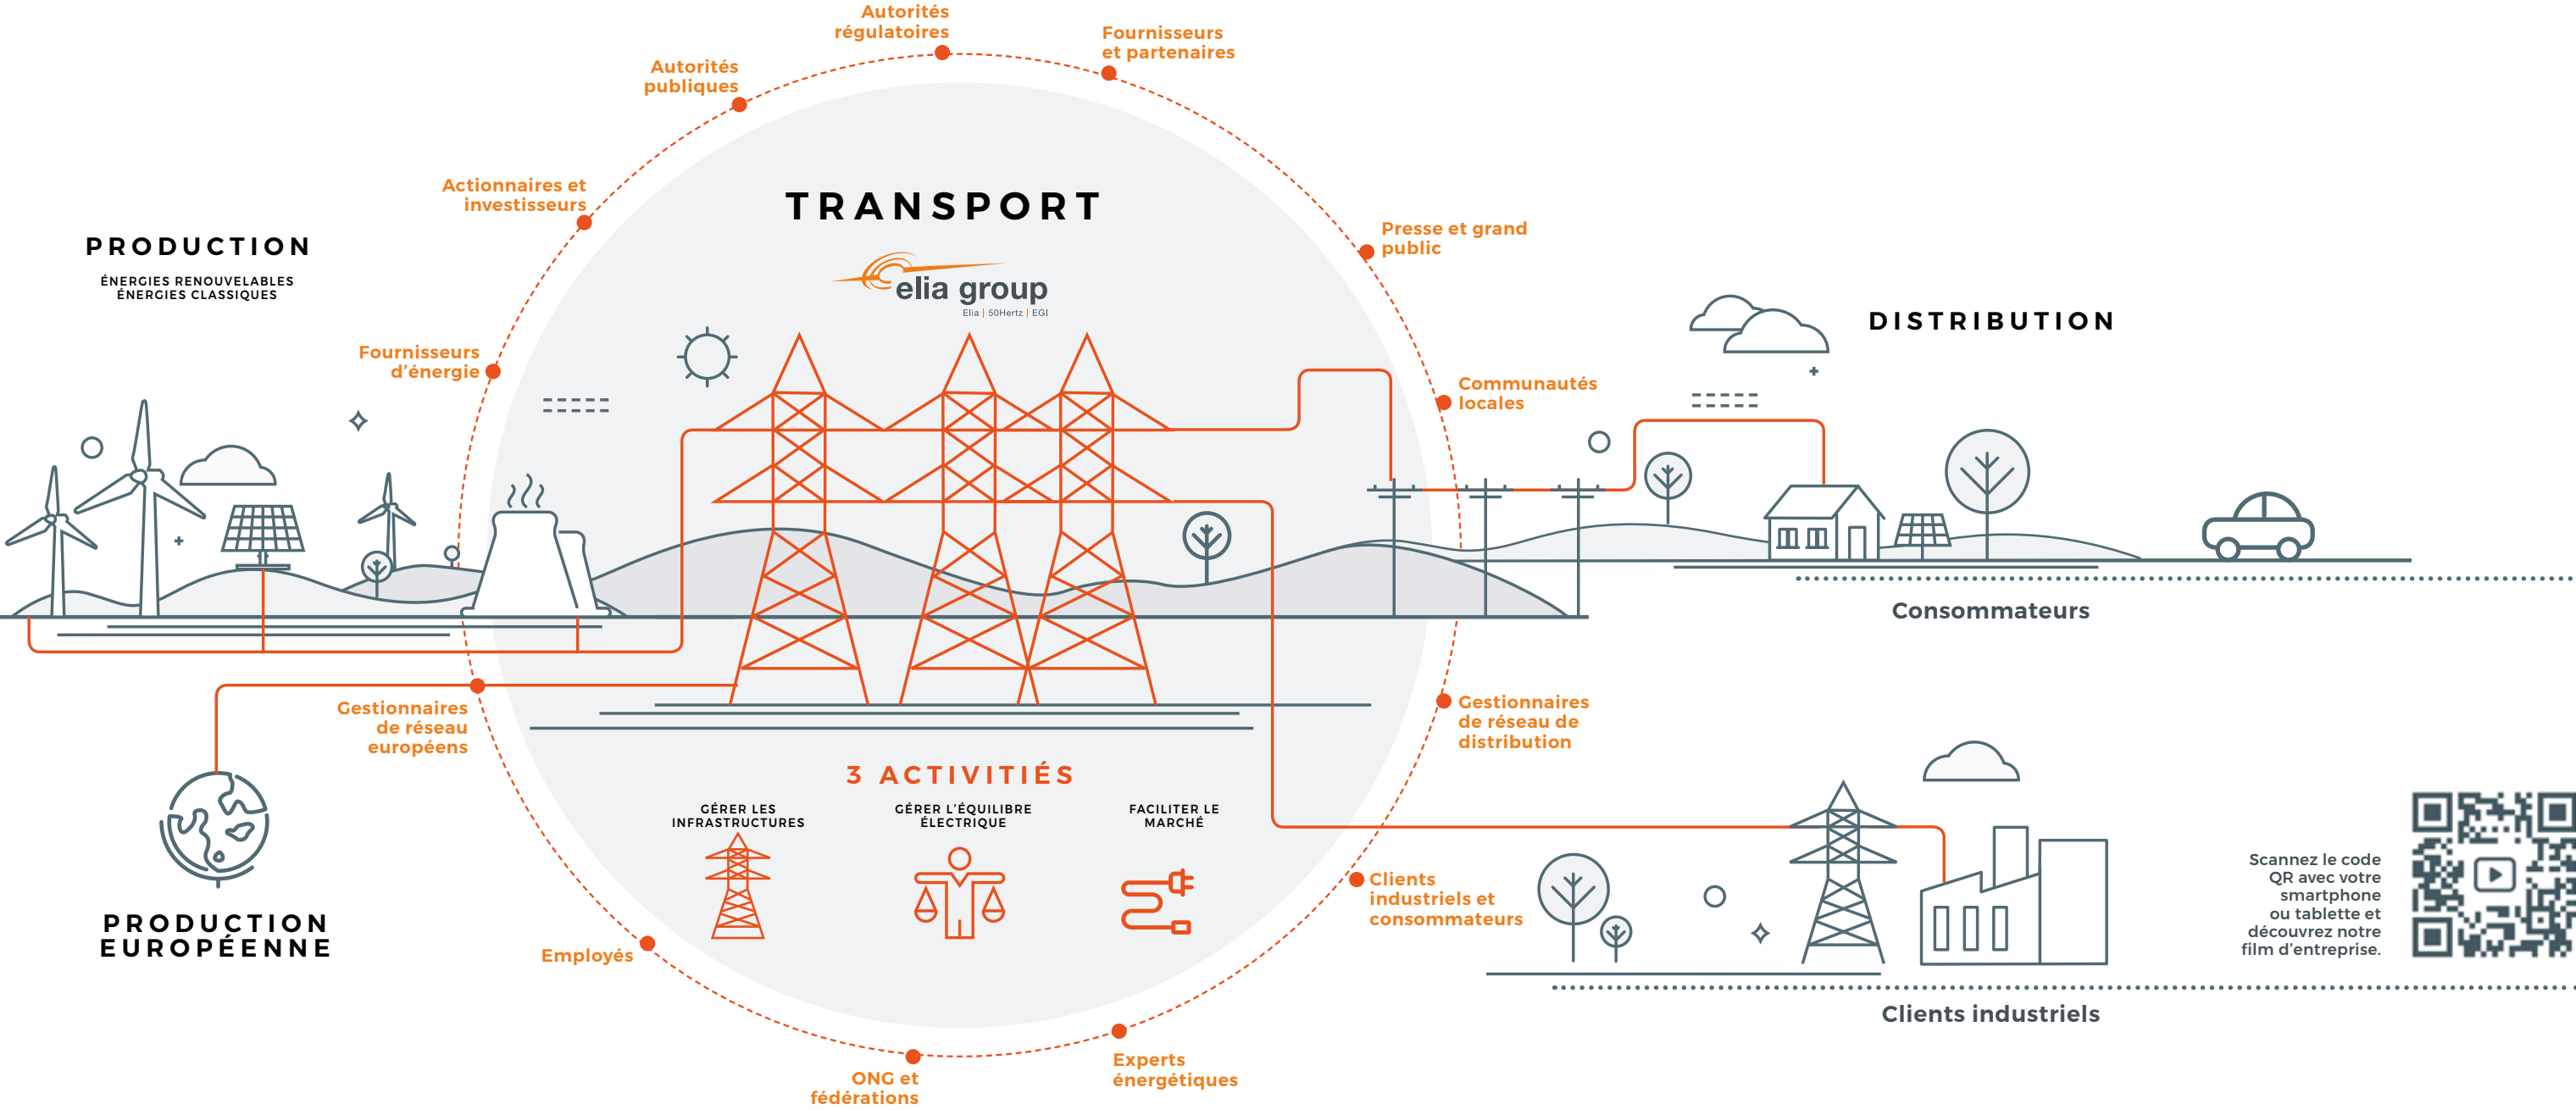 Autorités
régulatoires
Fournisseurs
et partenaires
Autorités
publiques
Actionnaires et
investisseurs
TRANSPORT
elia group
Elia | 50Hertz | EGI
Presse et grand
public
PRODUCTION
ÉNERGIES RENOUVELABLES
ÉNERGIES CLASSIQUES
DISTRIBUTION
Fournisseurs
d’énergie
Communautés
locales
Consommateurs
Gestionnaires
de réseau
européens
Gestionnaires
de réseau de
distribution
3 ACTIVITIÉS
GÉRER LES
INFRASTRUCTURES
GÉRER L’ÉQUILIBRE
ÉLECTRIQUE
FACILITER LE
MARCHÉ
PRODUCTION
EUROPÉENNE
Clients
industriels et
consommateurs
Scannez le code
QR avec votre
smartphone
ou tablette et
découvrez notre
film d’entreprise.
Employés
Clients industriels
ONG et
fédérations
Experts
énergétiques